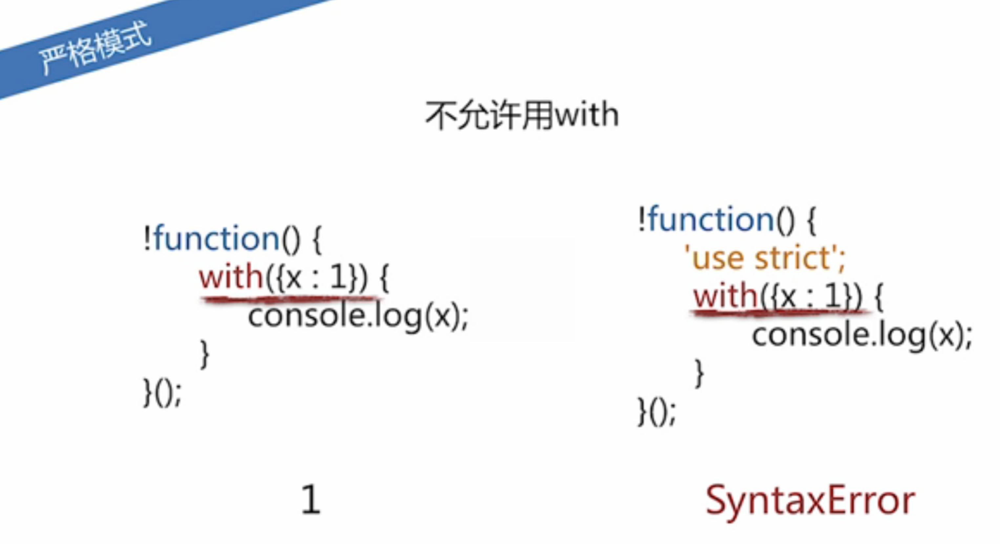 严格模式
不允许用with
!function() {
with({x : 1}) {
console.log(x);
}
}();
1
!function() {
'use strict';
with({x : 1}) {
console.log(x);
}
}();
SyntaxError